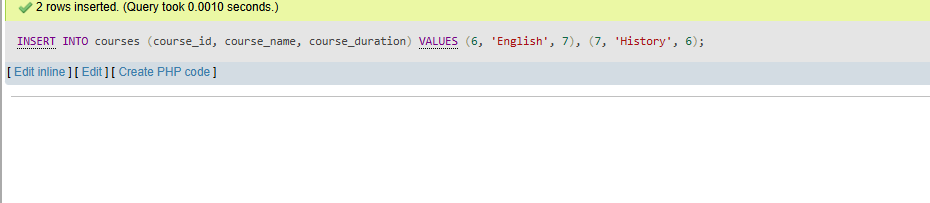 2 rows inserted. (Query took 0.0010 seconds.)
INSERT INTO courses (course_id, course_name, course_duration) VALUES (6, 'English', 7), (7, 'History', 6);
[ Edit inline ] [ Edit ] [ Create PHP code ]